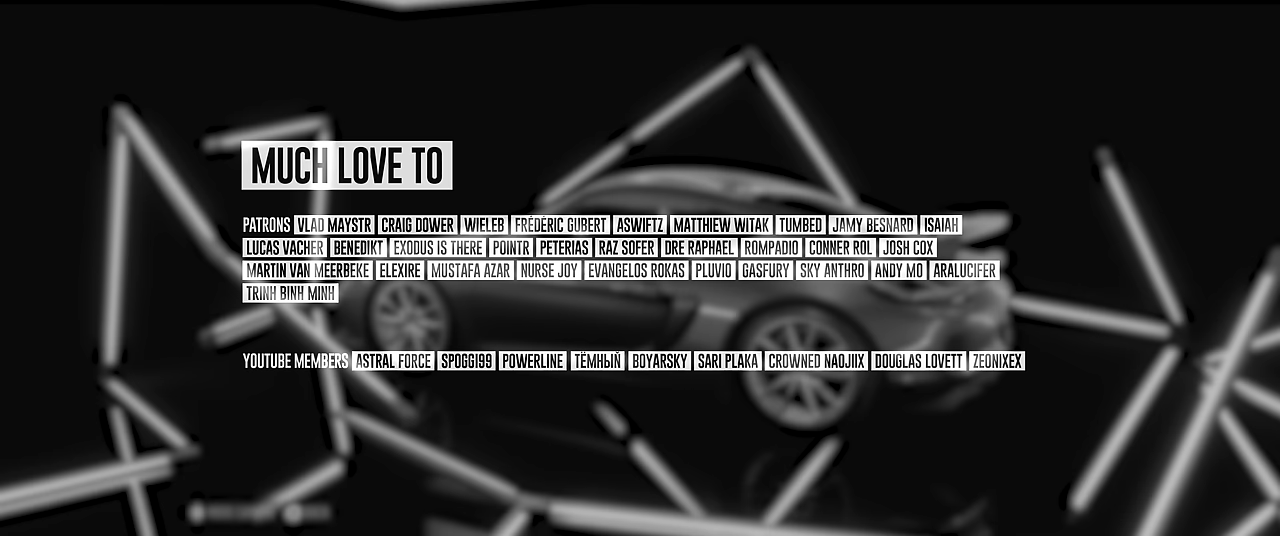 MUCH LOVE TO
PATRONS VLAD MAYSTR CRAIG DOWER WIELEB FRÉDÉRIC GUBERT ASWIFTZ MATTHIEW WITAK TUMBED JAMY BESNARD ISAIAH
LUCAS VACHER BENEDIKT EXODUS IS THERE POINTR PETERIAS RAZ SOFER DRE RAPHAEL ROMPADIO CONNER ROL JOSH COX
MARTIN VAN MEERBEKE ELEXIRE MUSTAFA AZAR NURSE JOY EVANGELOS ROKAS PLUVIO GASFURY SKY ANTHRO ANDY MO ARALUCIFER
TRINH BINH MINH
YOUTUBE MEMBERS ASTRAL FORCE SPOGGI99 POWERLINE TЁMHЫЙ BOYARSKY SARI PLAKA CROWNED NAOJIIX DOUGLAS LOVETT ZEONIXEX